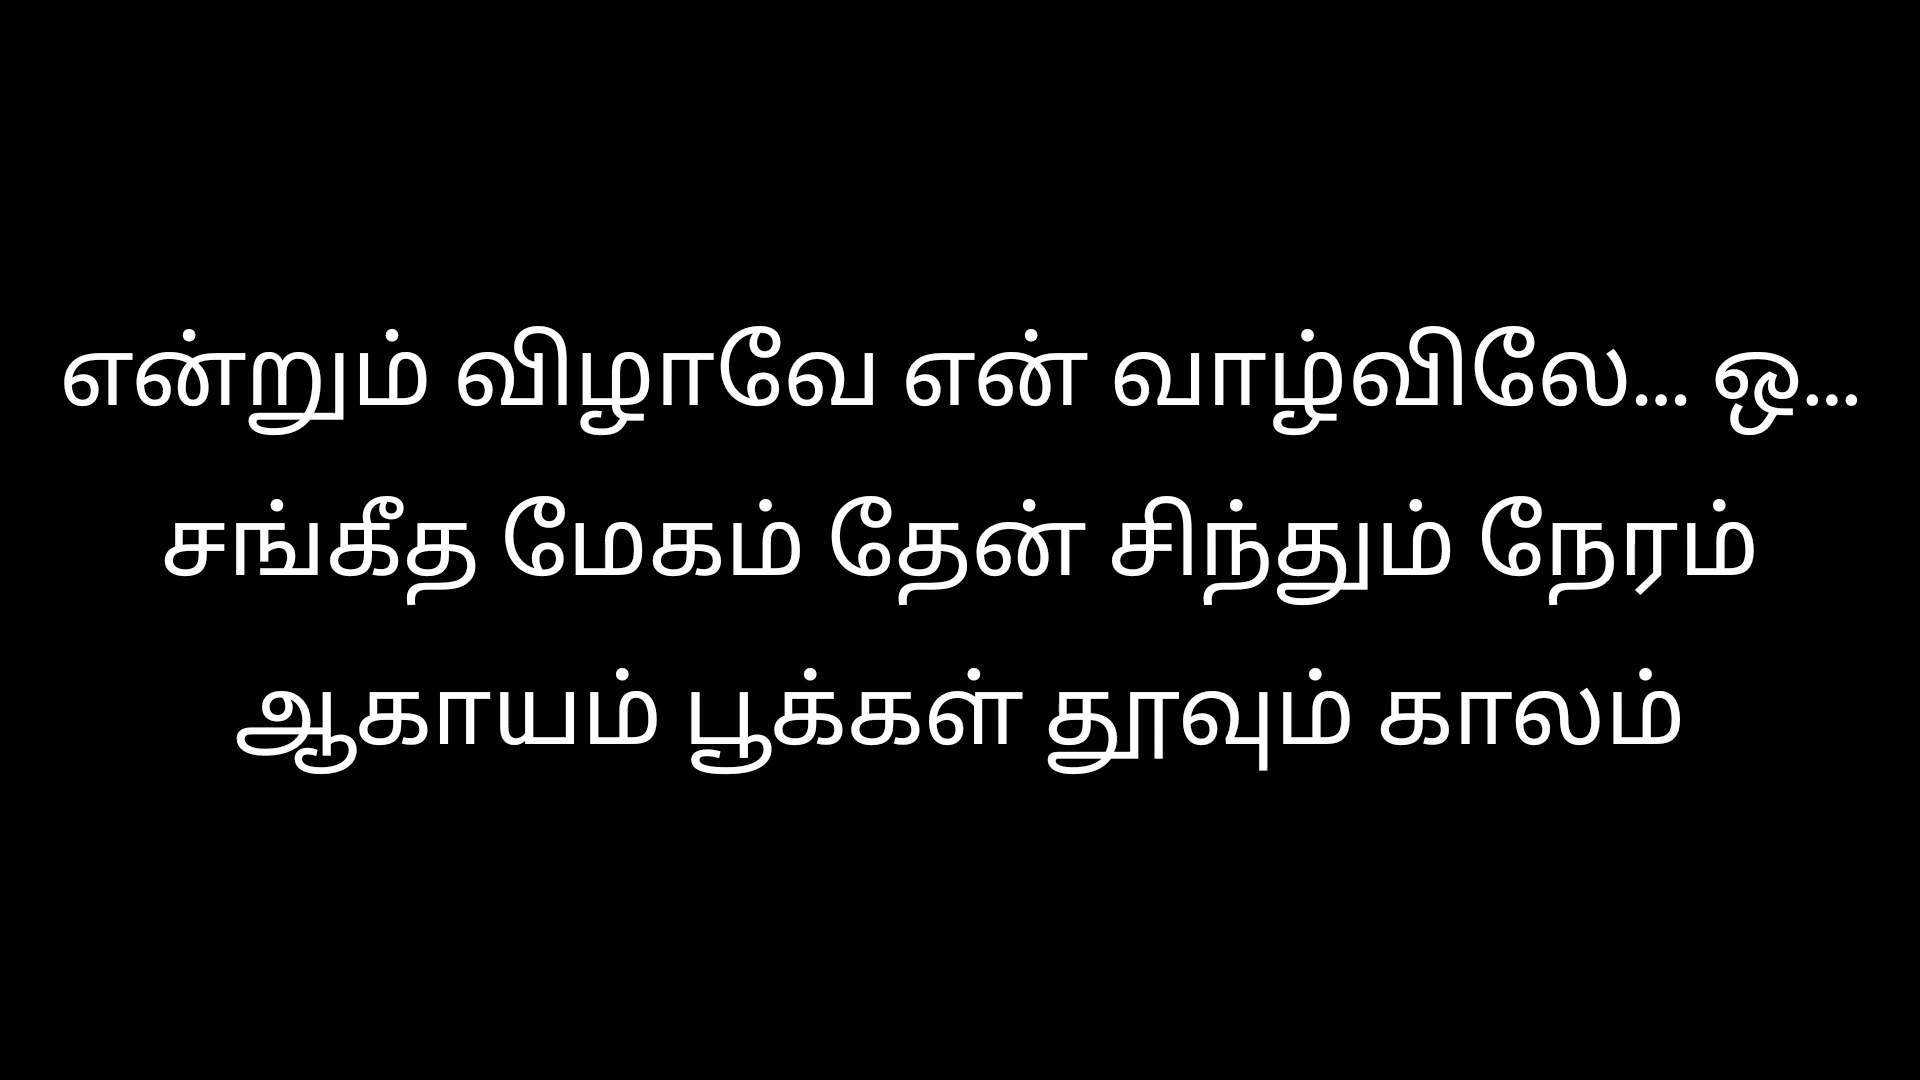 என்றும் விழாவே என் வாழ்விலே... ஒ...
சங்கீத மேகம் தேன் சிந்தும் நேரம்
ஆகாயம் பூக்கள் தூவும் காலம்